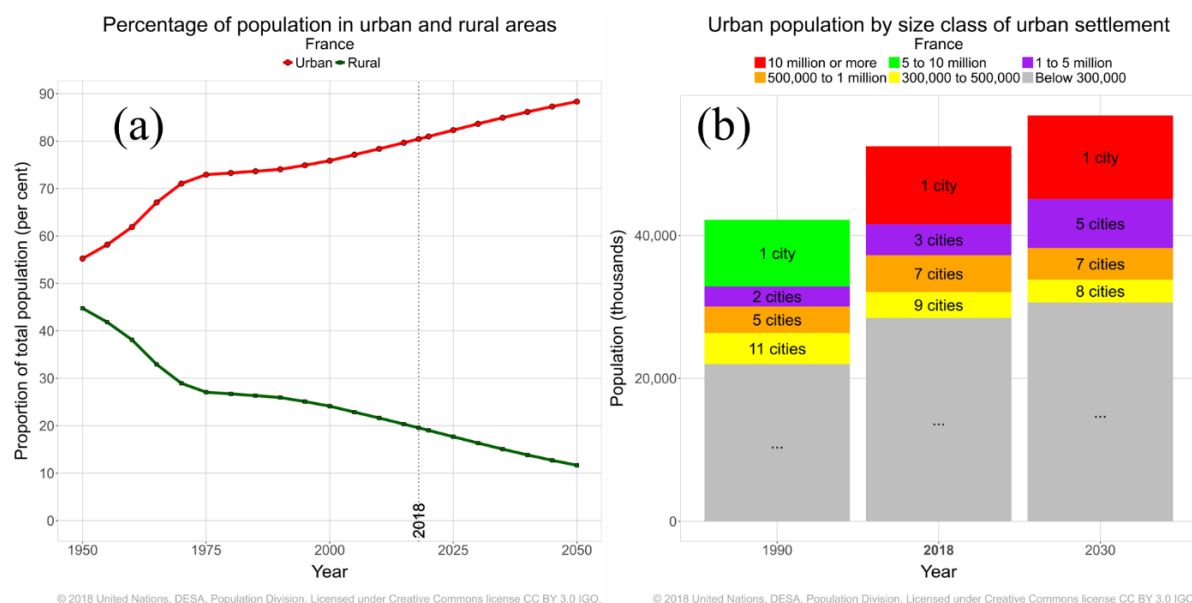 Percentage of population in urban and rural areas
France
Urban Rural
(a)
Proportion of total population (per cent)
90
80
70
60
50
40
30
20
10
0
2018
1950 1975 2000 2025 2050
Year
© 2018 United Nations, DESA, Population Division. Licensed under Creative Commons license CC BY 3.0 IGO.
Urban population by size class of urban settlement
France
10 million or more 5 to 10 million 1 to 5 million
500,000 to 1 million 300,000 to 500,000 Below 300,000
(b)
Population (thousands)
40,000
20,000
0
1 city
2 cities
5 cities
11 cities
...
1 city
3 cities
7 cities
9 cities
...
1 city
5 cities
7 cities
8 cities
...
1990 2018 2030
Year
© 2018 United Nations, DESA, Population Division. Licensed under Creative Commons license CC BY 3.0 IGO.